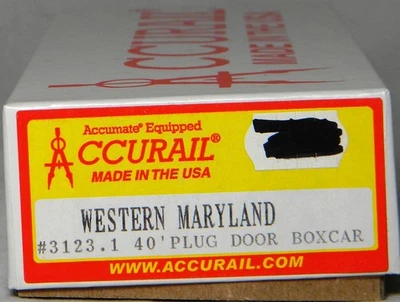 ACCURAIL
MADE IN THE USA
Accumate® Equipped
ACCURAIL®
MADE IN THE USA
WESTERN MARYLAND
#3123.1 40' PLUG DOOR BOXCAR
WWW.ACCURAIL.COM